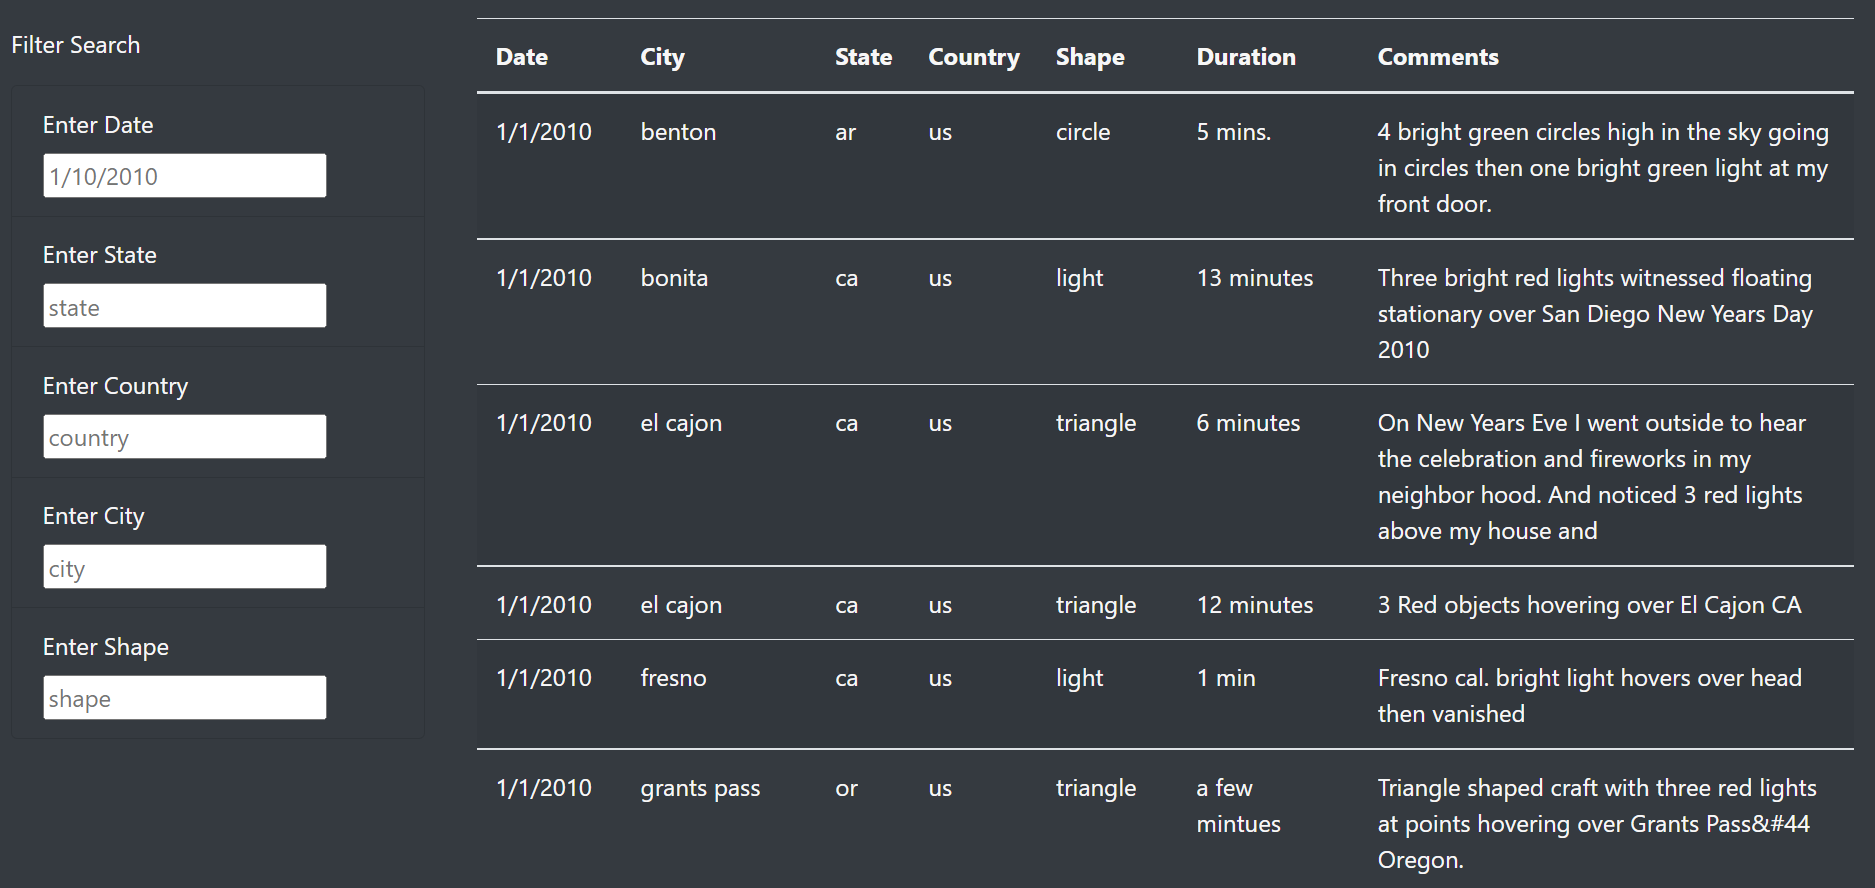 Filter Search
Enter Date
1/10/2010
Enter State
state
Enter Country
country
Enter City
city
Enter Shape
shape
Date City State Country Shape Duration Comments
1/1/2010 benton ar us circle 5 mins. 4 bright green circles high in the sky going
in circles then one bright green light at my
front door.
1/1/2010 bonita ca us light 13 minutes Three bright red lights witnessed floating
stationary over San Diego New Years Day
2010
1/1/2010 el cajon ca us triangle 6 minutes On New Years Eve I went outside to hear
the celebration and fireworks in my
neighbor hood. And noticed 3 red lights
above my house and
1/1/2010 el cajon ca us triangle 12 minutes 3 Red objects hovering over El Cajon CA
1/1/2010 fresno ca us light 1 min Fresno cal. bright light hovers over head
then vanished
1/1/2010 grants pass or us triangle a few Triangle shaped craft with three red lights
mintues at points hovering over Grants Pass&#44
Oregon.